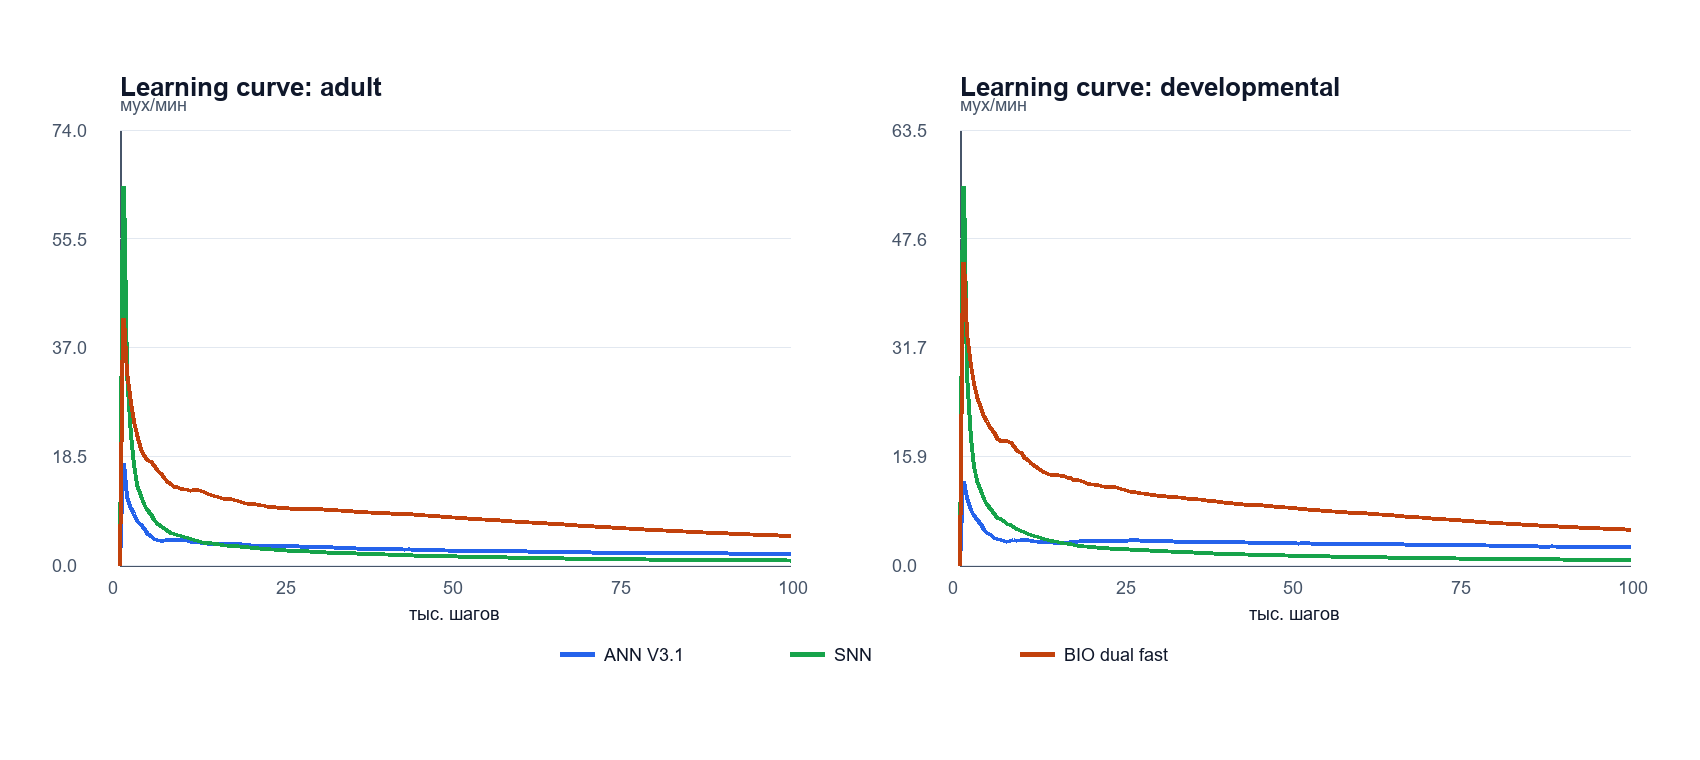 Learning curve: adult
мух/мин
74.0
55.5
37.0
18.5
0.0
0 25 50 75 100
тыс. шагов
Learning curve: developmental
мух/мин
63.5
47.6
31.7
15.9
0.0
0 25 50 75 100
тыс. шагов
ANN V3.1 SNN BIO dual fast